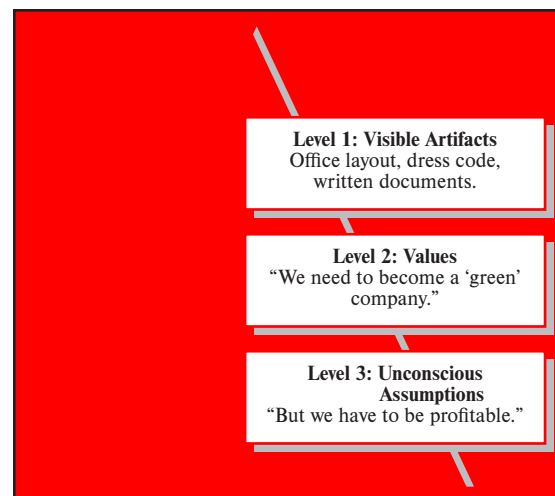 Level 1: Visible Artifacts
Office layout, dress code,
written documents.
Level 2: Values
“We need to become a ‘green’
company.”
Level 3: Unconscious
Assumptions
“But we have to be profitable.”